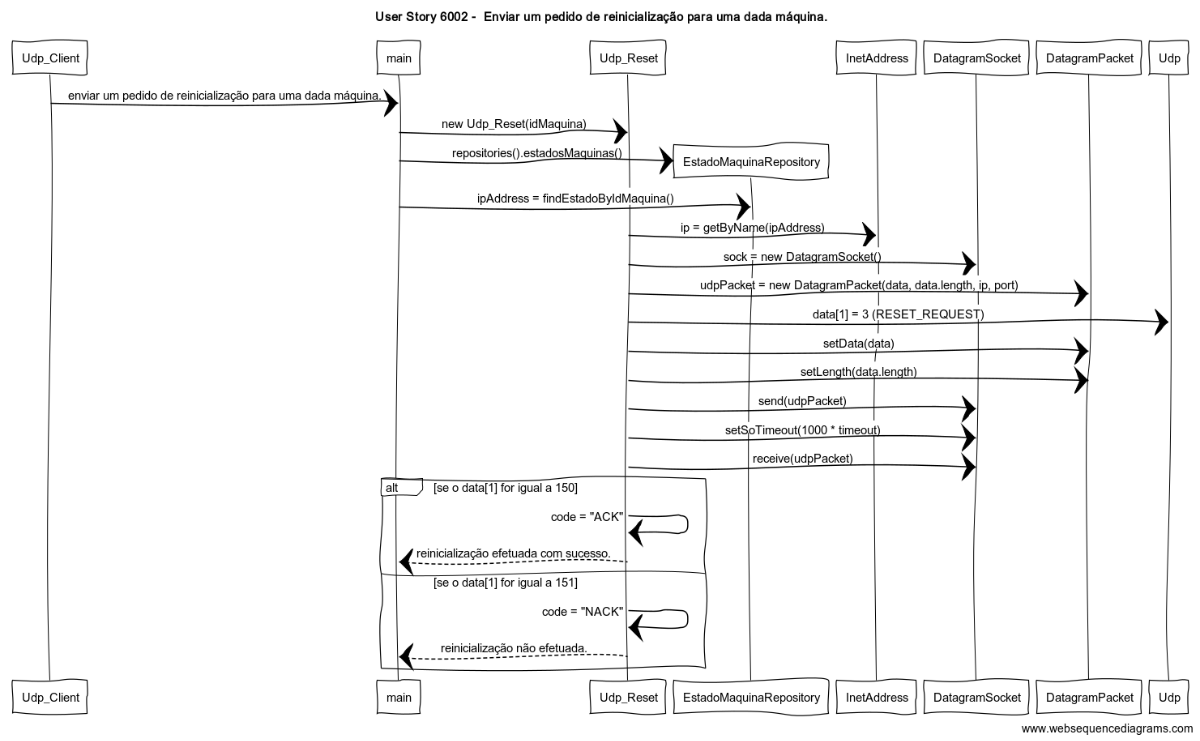 User Story 6002 -  Enviar um pedido de reinicialização para uma dada máquina.
Udp_Client
main
Udp_Reset
InetAddress
DatagramSocket
DatagramPacket
Udp
enviar um pedido de reinicialização para uma dada máquina.
new Udp_Reset(idMaquina)
repositories().estadosMaquinas()
EstadoMaquinaRepository
ipAddress = findEstadoByIdMaquina()
ip = getByName(ipAddress)
sock = new DatagramSocket()
udpPacket = new DatagramPacket(data, data.length, ip, port)
data[1] = 3 (RESET_REQUEST)
setData(data)
setLength(data.length)
send(udpPacket)
setSoTimeout(1000 * timeout)
receive(udpPacket)
alt
[se o data[1] for igual a 150]
code = "ACK"
reinicialização efetuada com sucesso.
[se o data[1] for igual a 151]
code = "NACK"
reinicialização não efetuada.
Udp_Client
main
Udp_Reset
EstadoMaquinaRepository
InetAddress
DatagramSocket
DatagramPacket
Udp
www.websequencediagrams.com